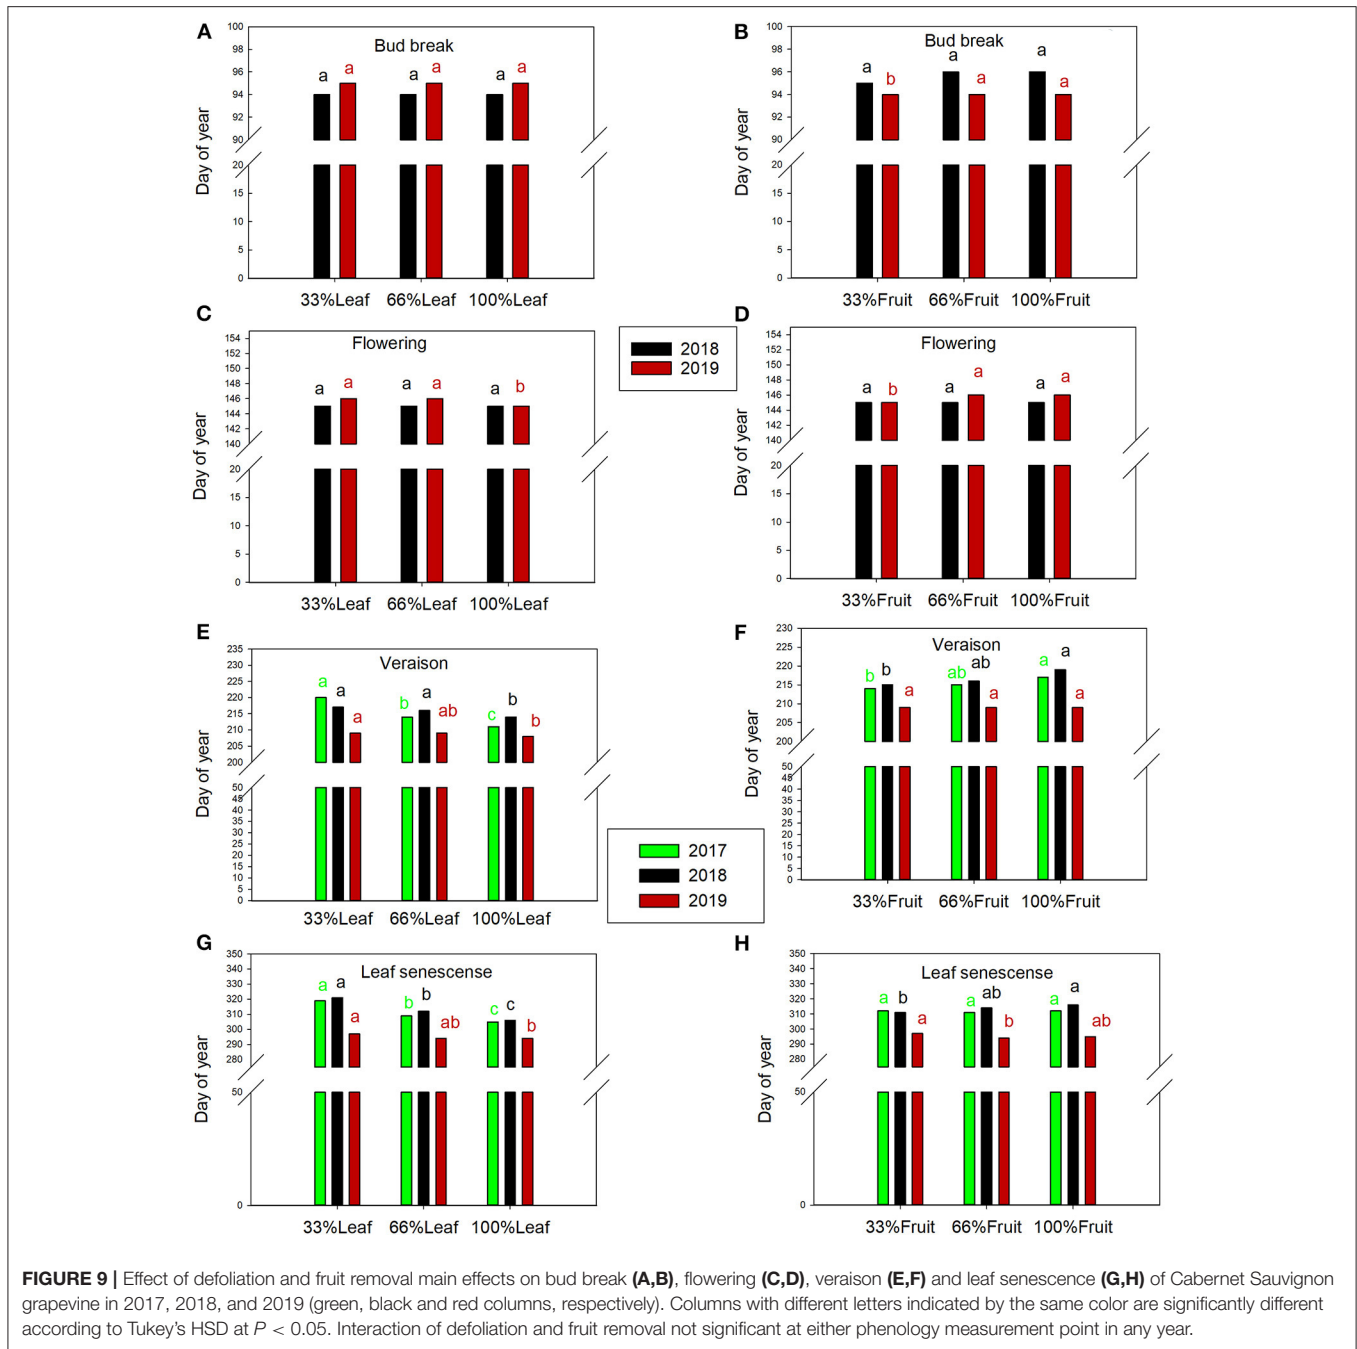 A
Bud break
100
98
96
94
92
90
20
15
10
5
0
Day of year
a a a a a a
33%Leaf 66%Leaf 100%Leaf
B
Bud break
100
98
96
94
92
90
20
15
10
5
0
Day of year
a b a a a a
33%Fruit 66%Fruit 100%Fruit
C
Flowering
154
152
150
148
146
144
142
140
20
15
10
5
0
Day of year
a a a a a b
33%Leaf 66%Leaf 100%Leaf
2018
2019
D
Flowering
154
152
150
148
146
144
142
140
20
15
10
5
0
Day of year
a b a a a a
33%Fruit 66%Fruit 100%Fruit
E
Veraison
235
230
225
220
215
210
205
200
50
45
40
35
30
25
20
15
10
5
0
Day of year
a a a b a ab c b b
33%Leaf 66%Leaf 100%Leaf
F
Veraison
230
225
220
215
210
205
200
50
45
40
35
30
25
20
15
10
5
0
Day of year
b b a ab ab a a a a
33%Fruit 66%Fruit 100%Fruit
2017
2018
2019
G
Leaf senescense
350
340
330
320
310
300
290
280
50
0
Day of year
a a a b b ab c c b
33%Leaf 66%Leaf 100%Leaf
H
Leaf senescense
350
340
330
320
310
300
290
280
50
0
Day of year
a b a a ab b a a ab
33%Fruit 66%Fruit 100%Fruit
FIGURE 9 | Effect of defoliation and fruit removal main effects on bud break (A,B), flowering (C,D), veraison (E,F) and leaf senescence (G,H) of Cabernet Sauvignon
grapevine in 2017, 2018, and 2019 (green, black and red columns, respectively). Columns with different letters indicated by the same color are significantly different
according to Tukey's HSD at P < 0.05. Interaction of defoliation and fruit removal not significant at either phenology measurement point in any year.